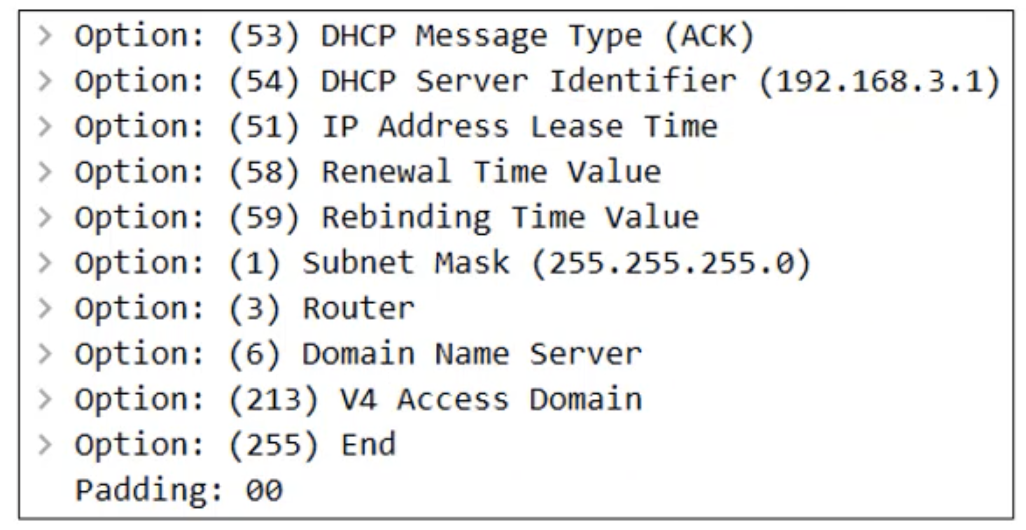 > Option: (53) DHCP Message Type (ACK)
> Option: (54) DHCP Server Identifier (192.168.3.1)
> Option: (51) IP Address Lease Time
> Option: (58) Renewal Time Value
> Option: (59) Rebinding Time Value
> Option: (1) Subnet Mask (255.255.255.0)
> Option: (3) Router
> Option: (6) Domain Name Server
> Option: (213) V4 Access Domain
> Option: (255) End
Padding: 00